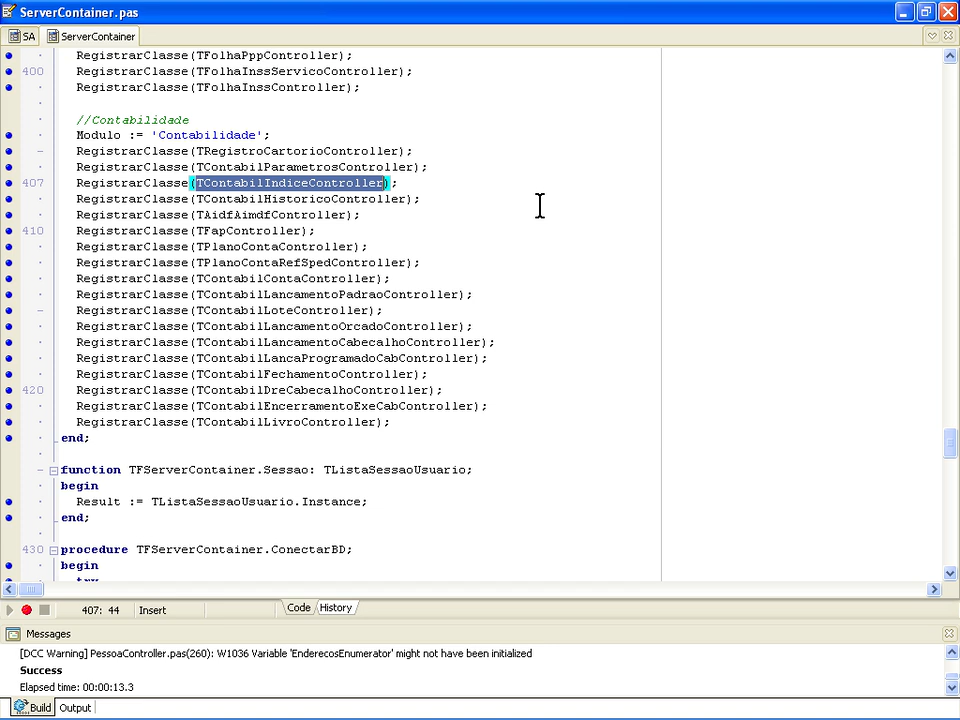 ServerContainer.pas
SA
ServerContainer
RegistrarClasse(TFolhaPppController);
400 RegistrarClasse(TFolhaInssServicoController);
RegistrarClasse(TFolhaInssController);
//Contabilidade
Modulo := 'Contabilidade';
RegistrarClasse(TRegistroCartorioController);
RegistrarClasse(TContabilParametrosController);
407 RegistrarClasse(TContabilIndiceController);
RegistrarClasse(TContabilHistoricoController);
RegistrarClasse(TAidfAimdfController);
410 RegistrarClasse(TFapController);
RegistrarClasse(TPlanoContaController);
RegistrarClasse(TPlanoContaRefSpedController);
RegistrarClasse(TContabilContaController);
RegistrarClasse(TContabilLancamentoPadraoController);
RegistrarClasse(TContabilLoteController);
RegistrarClasse(TContabilLancamentoOrcadoController);
RegistrarClasse(TContabilLancamentoCabecalhoController);
RegistrarClasse(TContabilLancaProgramadoCabController);
RegistrarClasse(TContabilFechamentoController);
420 RegistrarClasse(TContabilDreCabecalhoController);
RegistrarClasse(TContabilEncerramentoExeCabController);
RegistrarClasse(TContabilLivroController);
end;
function TFServerContainer.Sessao: TListaSessaoUsuario;
begin
Result := TListaSessaoUsuario.Instance;
end;
430 procedure TFServerContainer.ConectarBD;
begin
try
407: 44 Insert Code History
Messages
[DCC Warning] PessoaController.pas(260): W1036 Variable 'EnderecosEnumerator' might not have been initialized
Success
Elapsed time: 00:00:13.3
Build Output